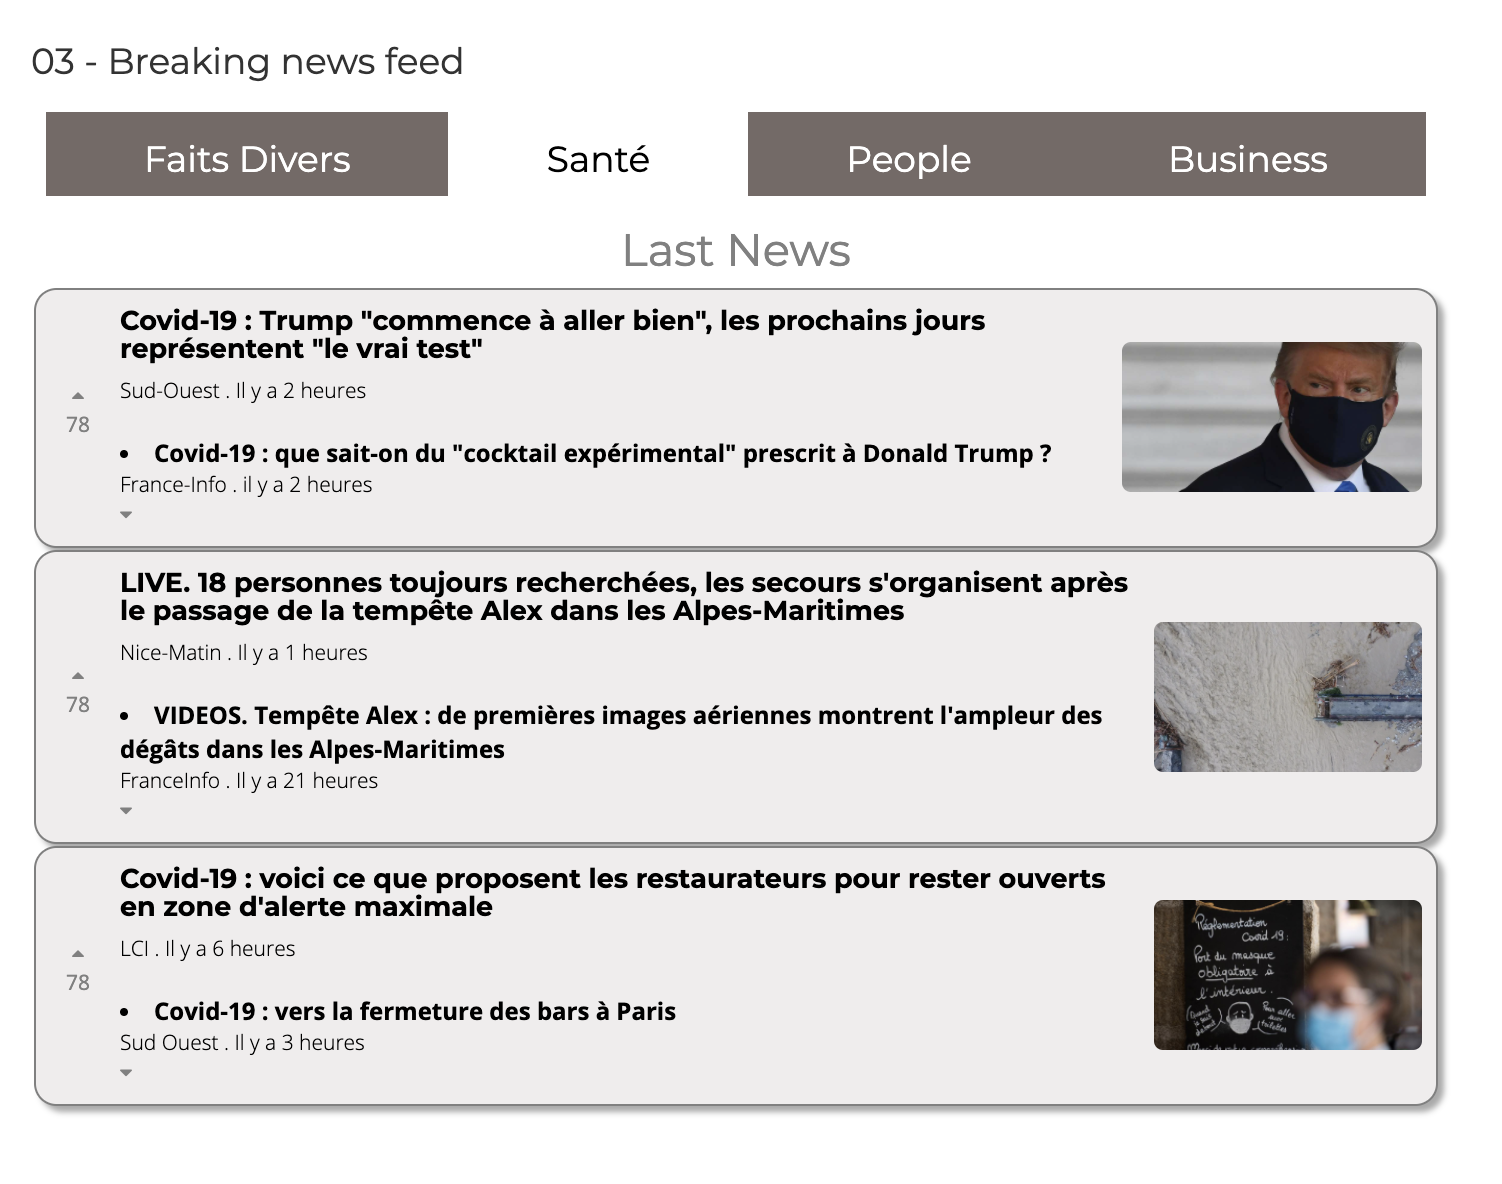 03 - Breaking news feed
Faits Divers
Santé
People
Business
Last News
Covid-19 : Trump "commence à aller bien", les prochains jours
représentent "le vrai test"
Sud-Ouest . Il y a 2 heures
78
• Covid-19 : que sait-on du "cocktail expérimental" prescrit à Donald Trump ?
France-Info . il y a 2 heures
LIVE. 18 personnes toujours recherchées, les secours s'organisent après
le passage de la tempête Alex dans les Alpes-Maritimes
Nice-Matin . Il y a 1 heures
78
• VIDEOS. Tempête Alex : de premières images aériennes montrent l'ampleur des
dégâts dans les Alpes-Maritimes
FranceInfo . Il y a 21 heures
Covid-19 : voici ce que proposent les restaurateurs pour rester ouverts
en zone d'alerte maximale
LCI . Il y a 6 heures
78
• Covid-19 : vers la fermeture des bars à Paris
Sud Ouest . Il y a 3 heures
Réglementation
Covid-19 :
Port du masque
obligatoire à
l'intérieur.
Pour aller
aux
toilettes